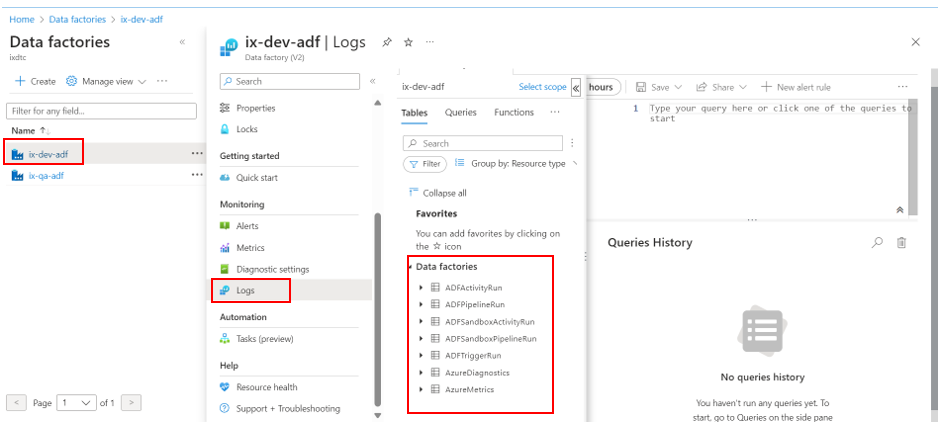 Home > Data factories > ix-dev-adf
Data factories
«
ixdtc
+ Create
Manage view
...
Filter for any field...
Name ↑↓
ix-dev-adf
...
ix-qa-adf
...
< Page 1 of 1 >
ix-dev-adf | Logs
...
Data factory (V2)
Search
«
Properties
Locks
Getting started
Quick start
Monitoring
Alerts
Metrics
Diagnostic settings
Logs
Automation
Tasks (preview)
Help
Resource health
Support + Troubleshooting
ix-dev-adf
Select scope
«
Tables
Queries
Functions
...
Search
Filter
Group by: Resource type
Collapse all
Favorites
You can add favorites by clicking on
the ☆ icon
Data factories
ADFActivityRun
ADFPipelineRun
ADFSandboxActivityRun
ADFSandboxPipelineRun
ADFTriggerRun
AzureDiagnostics
AzureMetrics
hours
Save
Share
+ New alert rule
...
1 Type your query here or click one of the queries to
start
...
Queries History
No queries history
You haven't run any queries yet. To
start, go to Queries on the side pane